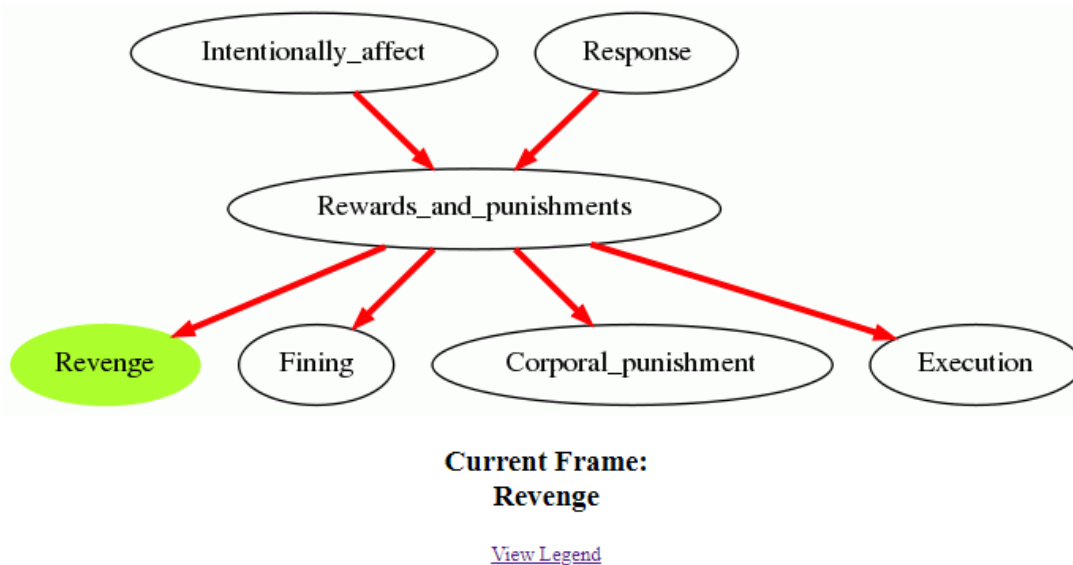 Intentionally_affect
Response
Rewards_and_punishments
Revenge
Fining
Corporal_punishment
Execution
Current Frame:
Revenge
View Legend